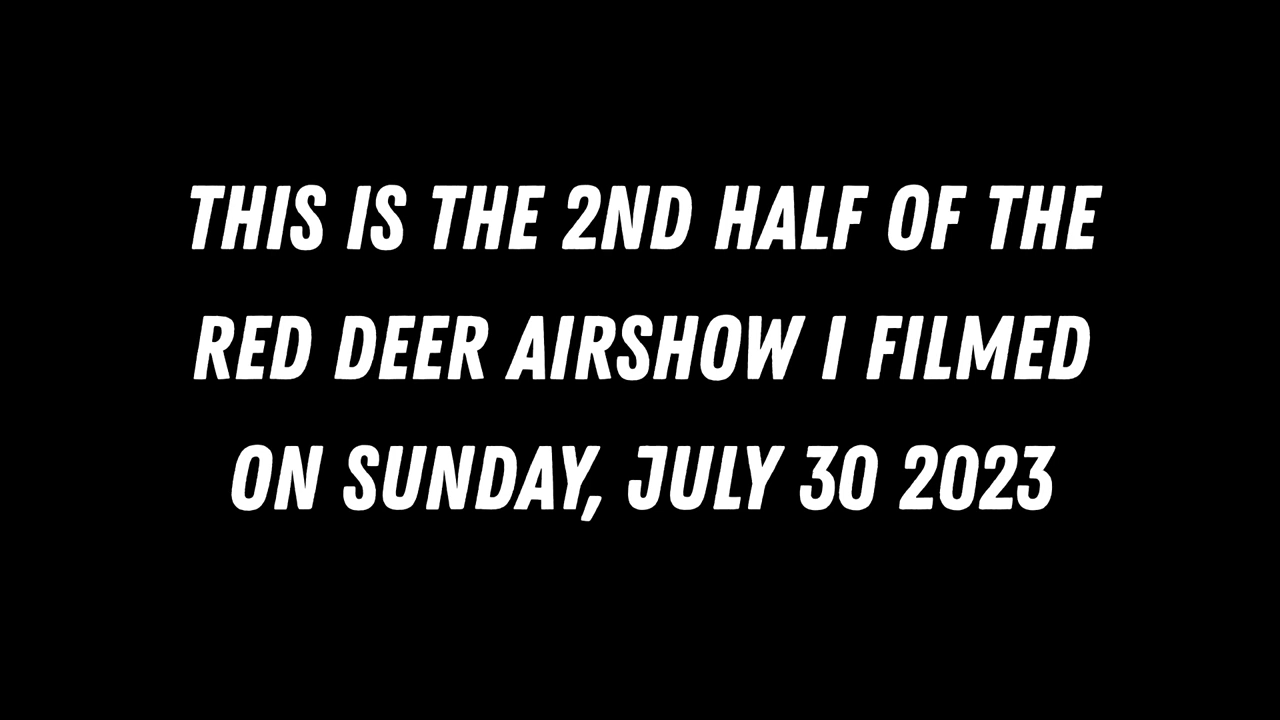 THIS IS THE 2ND HALF OF THE
RED DEER AIRSHOW I FILMED
ON SUNDAY, JULY 30 2023